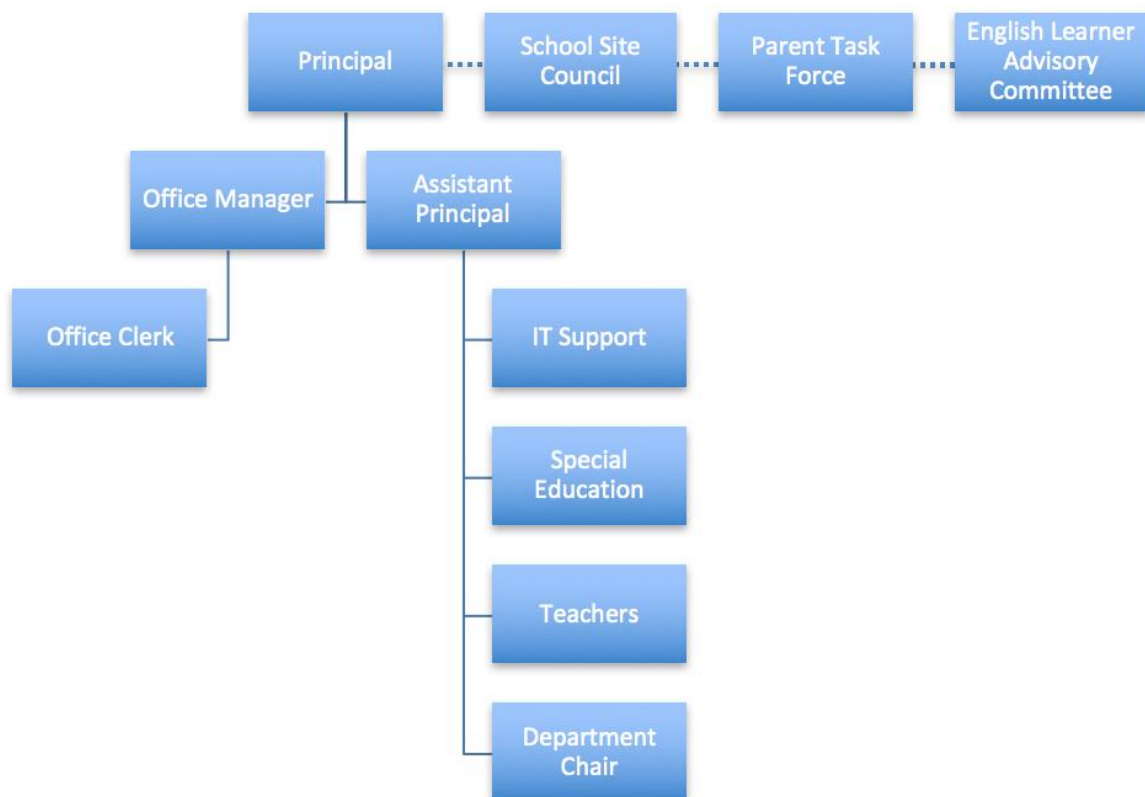 Principal
School Site
Council
Parent Task
Force
English Learner
Advisory
Committee
Office Manager
Assistant
Principal
Office Clerk
IT Support
Special
Education
Teachers
Department
Chair